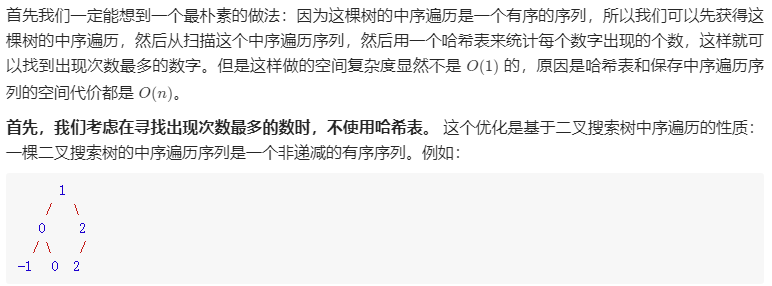 首先我们一定能想到一个最朴素的做法：因为这棵树的中序遍历是一个有序的序列，所以我们可以先获得这
棵树的中序遍历，然后从扫描这个中序遍历序列，然后用一个哈希表来统计每个数字出现的个数，这样就可
以找到出现次数最多的数字。但是这样做的空间复杂度显然不是 O(1) 的，原因是哈希表和保存中序遍历序
列的空间代价都是 O(n)。
首先，我们考虑在寻找出现次数最多的数时，不使用哈希表。 这个优化是基于二叉搜索树中序遍历的性质：
一棵二叉搜索树的中序遍历序列是一个非递减的有序序列。例如：
1
/ \
0 2
/ \ /
-1 0 2